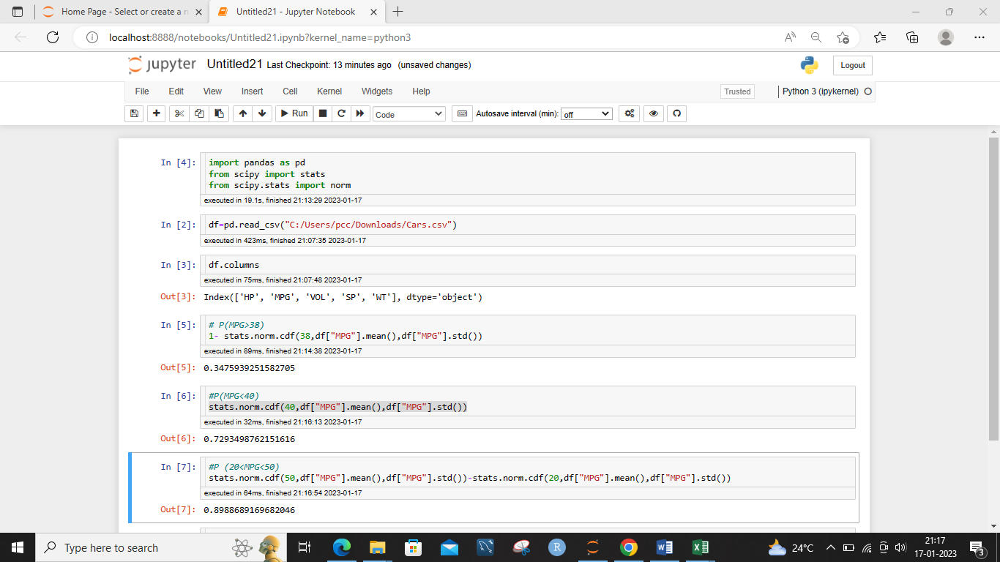 Home Page - Select or create a n
Untitled21 - Jupyter Notebook
localhost:8888/notebooks/Untitled21.ipynb?kernel_name=python3
jupyter Untitled21 Last Checkpoint: 13 minutes ago (unsaved changes)
Logout
File Edit View Insert Cell Kernel Widgets Help
Trusted
Python 3 (ipykernel)
Run
Code
Autosave interval (min): off
In [4]: import pandas as pd
from scipy import stats
from scipy.stats import norm
executed in 19.1s, finished 21:13:29 2023-01-17
In [2]: df=pd.read_csv("C:/Users/pcc/Downloads/Cars.csv")
executed in 423ms, finished 21:07:35 2023-01-17
In [3]: df.columns
executed in 75ms, finished 21:07:48 2023-01-17
Out[3]: Index(['HP', 'MPG', 'VOL', 'SP', 'WT'], dtype='object')
In [5]: # P(MPG>38)
1- stats.norm.cdf(38,df["MPG"].mean(),df["MPG"].std())
executed in 89ms, finished 21:14:38 2023-01-17
Out[5]: 0.3475939251582705
In [6]: #P(MPG<40)
stats.norm.cdf(40,df["MPG"].mean(),df["MPG"].std())
executed in 32ms, finished 21:16:13 2023-01-17
Out[6]: 0.7293498762151616
In [7]: #P (20<MPG<50)
stats.norm.cdf(50,df["MPG"].mean(),df["MPG"].std())-stats.norm.cdf(20,df["MPG"].mean(),df["MPG"].std())
executed in 64ms, finished 21:16:54 2023-01-17
Out[7]: 0.8988689169682046
Type here to search
24°C
21:17
17-01-2023
3